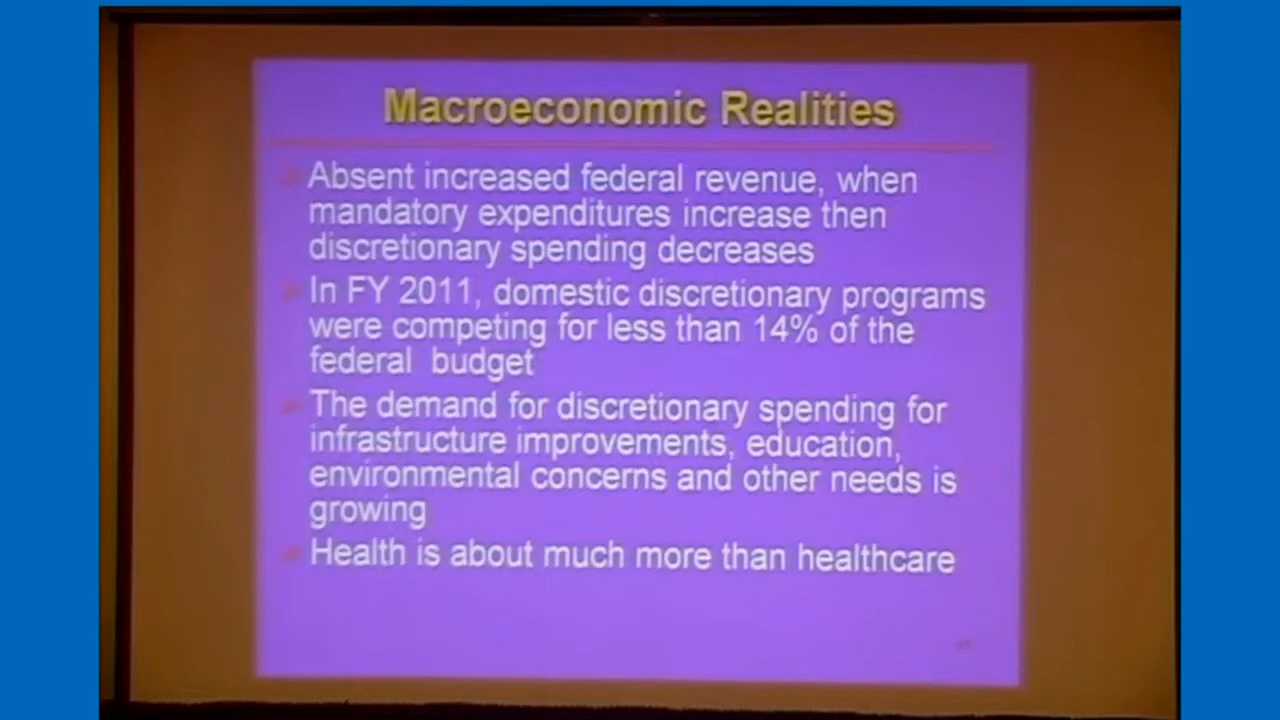 Macroeconomic Realities
Absent increased federal revenue, when
mandatory expenditures increase then
discretionary spending decreases
In FY 2011, domestic discretionary programs
were competing for less than 14% of the
federal budget
The demand for discretionary spending for
infrastructure improvements, education,
environmental concerns and other needs is
growing
Health is about much more than healthcare